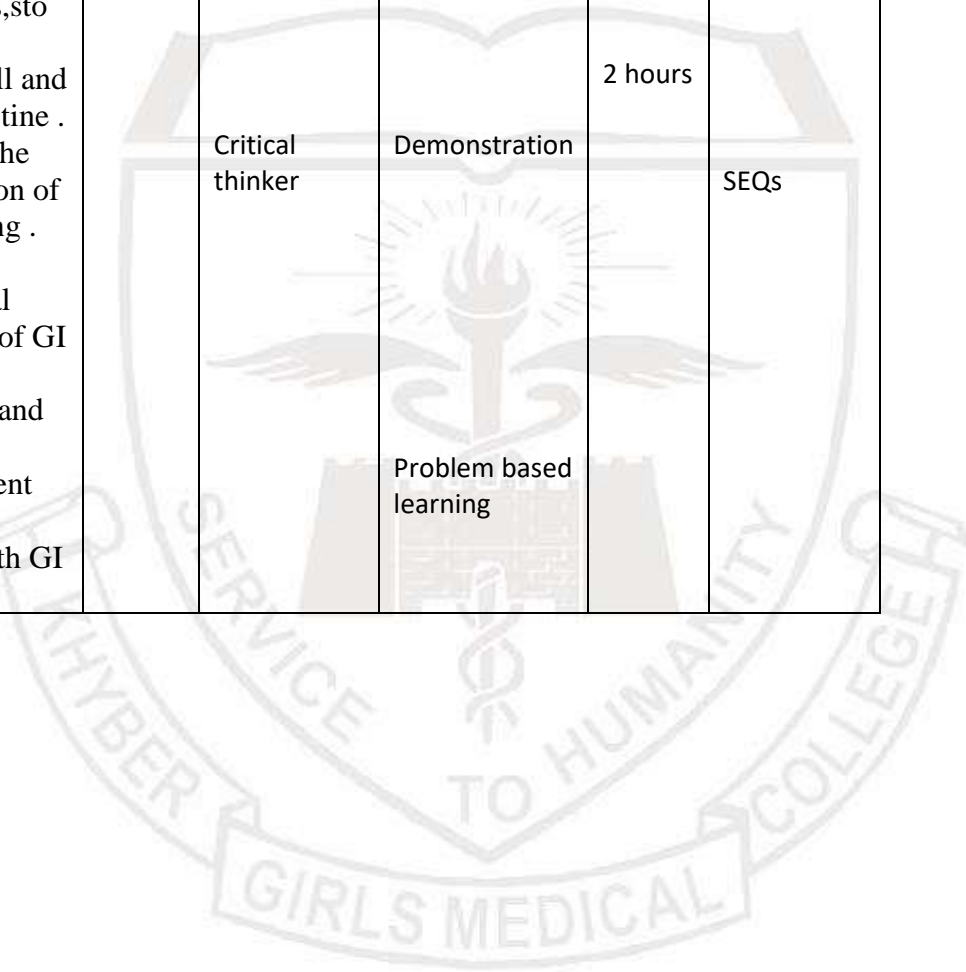 ,sto
ll and
tine .
he
on of
ng .
l
of GI
and
ent
th GI
Critical
thinker
Demonstration
Problem based
learning
2 hours
SEQs
KHYBER
GIRLS MEDICAL
COLLEGE
SERVICE
TO HUMANITY